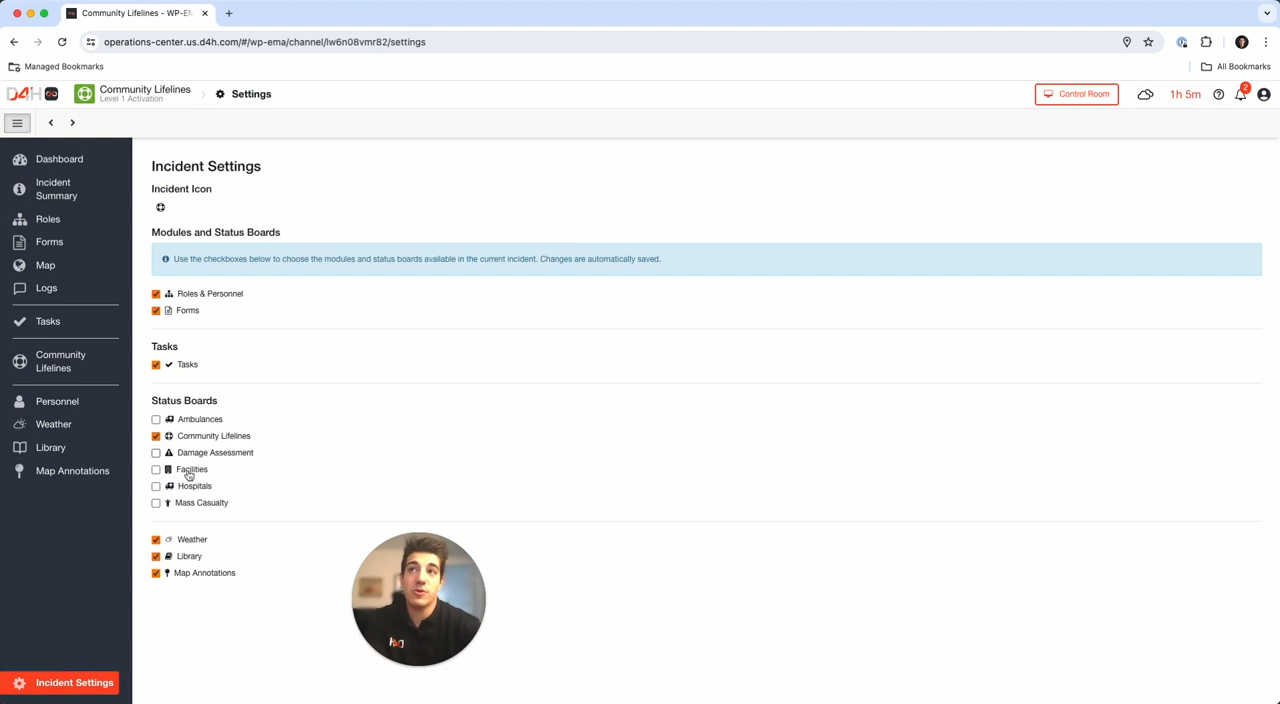 Community Lifelines - WP-EM
operations-center.us.d4h.com/#/wp-ema/channel/lw6n08vmr82/settings
Managed Bookmarks
All Bookmarks
D4H
Community Lifelines
Level 1 Activation
Settings
Control Room
1h 5m
2
Dashboard
Incident Summary
Roles
Forms
Map
Logs
Tasks
Community Lifelines
Personnel
Weather
Library
Map Annotations
Incident Settings
Incident Settings
Incident Icon
Modules and Status Boards
Use the checkboxes below to choose the modules and status boards available in the current incident. Changes are automatically saved.
Roles & Personnel
Forms
Tasks
Tasks
Status Boards
Ambulances
Community Lifelines
Damage Assessment
Facilities
Hospitals
Mass Casualty
Weather
Library
Map Annotations